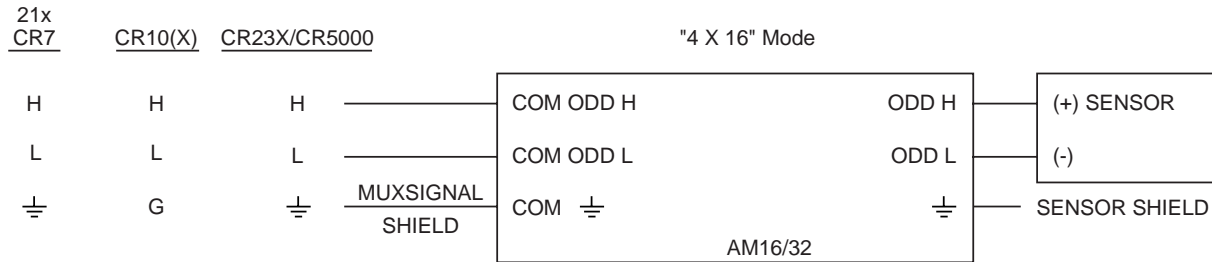 21x
CR7 CR10(X) CR23X/CR5000 "4 X 16" Mode
H H H COM ODD H ODD H (+) SENSOR
L L L COM ODD L ODD L (-)
G MUXSIGNAL SHIELD COM SENSOR SHIELD
AM16/32